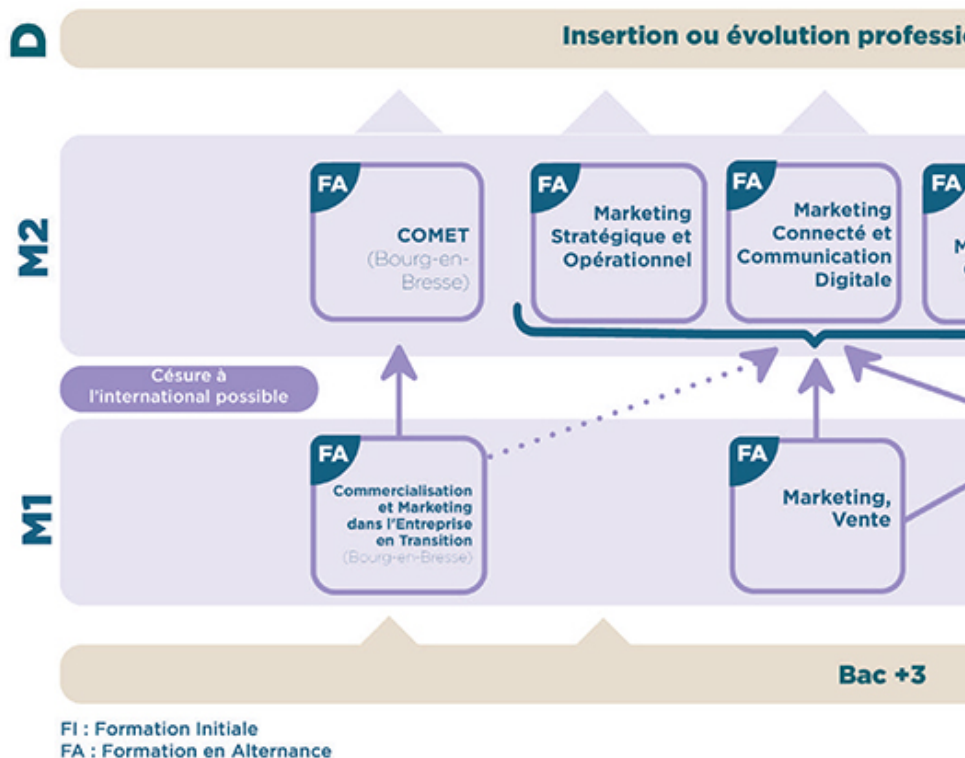 D
Insertion ou évolution professi
M2
FA
COMET
(Bourg-en-
Bresse)
FA
Marketing
Stratégique et
Opérationnel
FA
Marketing
Connecté et
Communication
Digitale
FA
M
Césure à
l'international possible
M1
FA
Commercialisation
et Marketing
dans l'Entreprise
en Transition
(Bourg-en-Bresse)
FA
Marketing,
Vente
Bac +3
FI : Formation Initiale
FA : Formation en Alternance